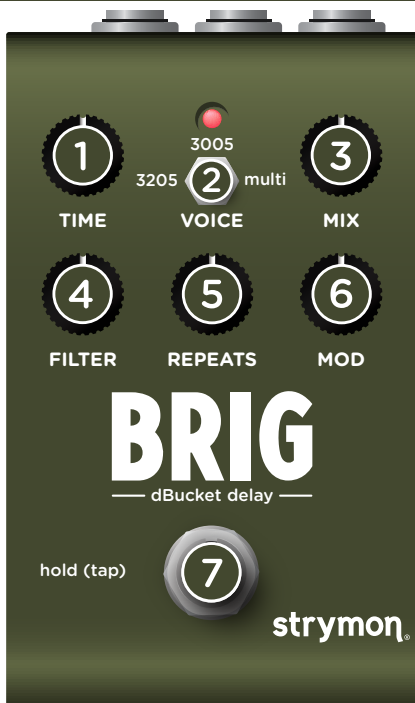 1
3005
3205 2 multi
3
TIME
VOICE
MIX
4
5
6
FILTER
REPEATS
MOD
BRIG
dBucket delay
hold (tap)
7
strymon®